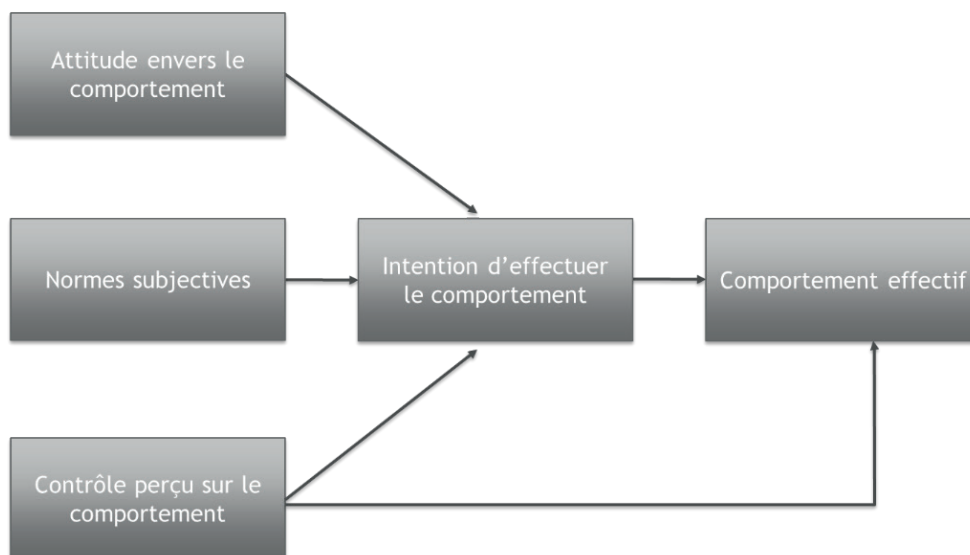 Attitude envers le
comportement
Normes subjectives
Intention d'effectuer
le comportement
Comportement effectif
Contrôle perçu sur le
comportement